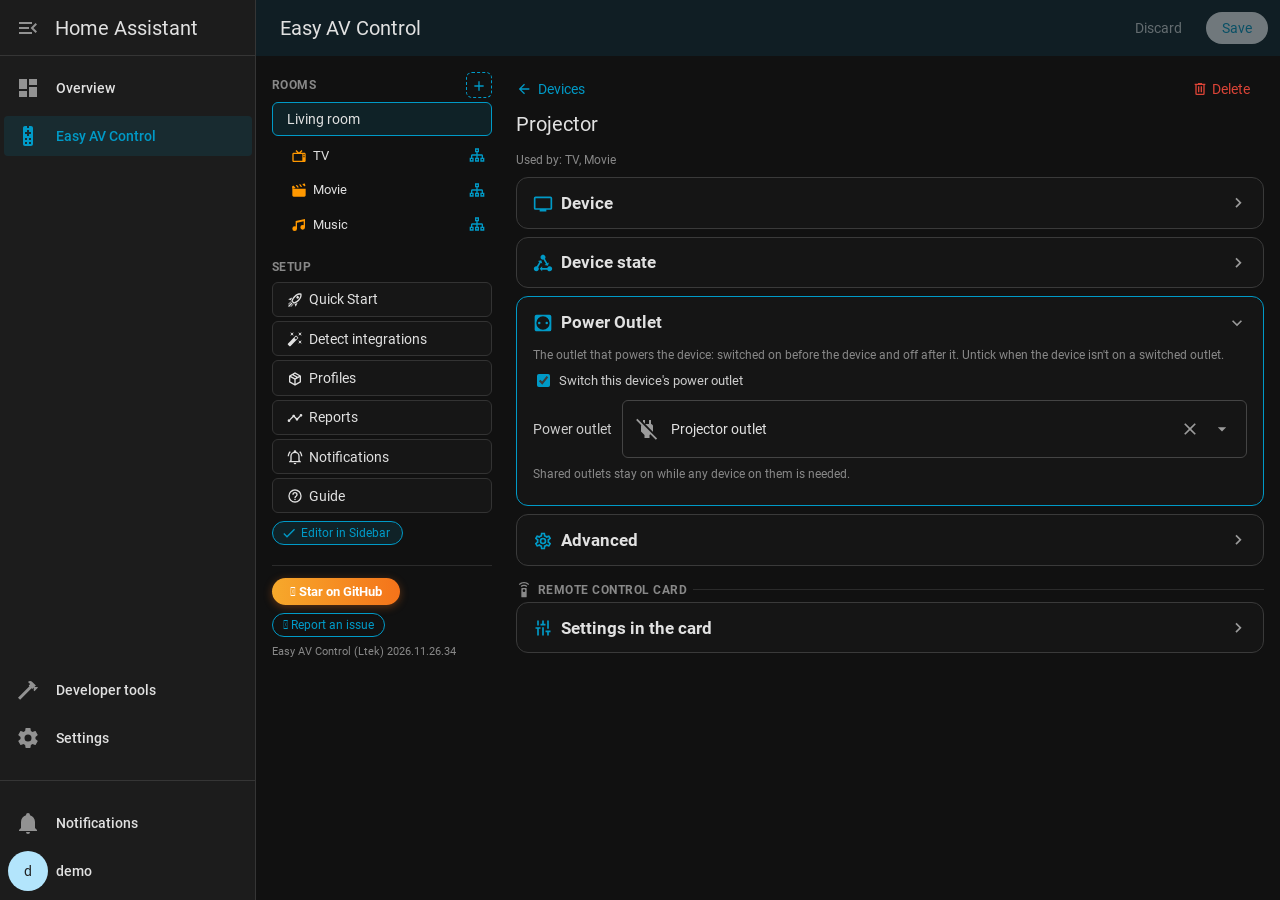 Home Assistant
Easy AV Control
Discard
Save
Overview
Easy AV Control
Developer tools
Settings
Notifications
d
demo
ROOMS
Living room
TV
Movie
Music
SETUP
Quick Start
Detect integrations
Profiles
Reports
Notifications
Guide
Editor in Sidebar
Star on GitHub
Report an issue
Easy AV Control (Ltek) 2026.11.26.34
Devices
Delete
Projector
Used by: TV, Movie
Device
Device state
Power Outlet
The outlet that powers the device: switched on before the device and off after it. Untick when the device isn't on a switched outlet.
Switch this device's power outlet
Power outlet
Projector outlet
Shared outlets stay on while any device on them is needed.
Advanced
REMOTE CONTROL CARD
Settings in the card